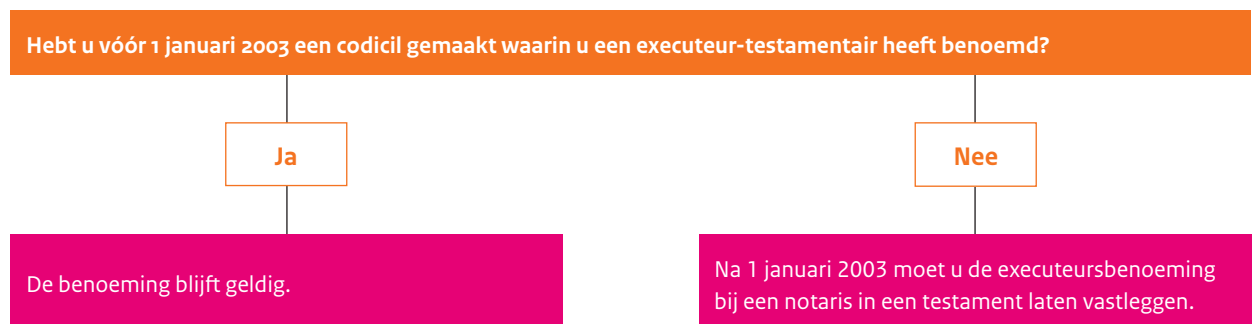 Hebt u vóór 1 januari 2003 een codicil gemaakt waarin u een executeur-testamentair heeft benoemd?
Ja
Nee
De benoeming blijft geldig.
Na 1 januari 2003 moet u de executeursbenoeming
bij een notaris in een testament laten vastleggen.